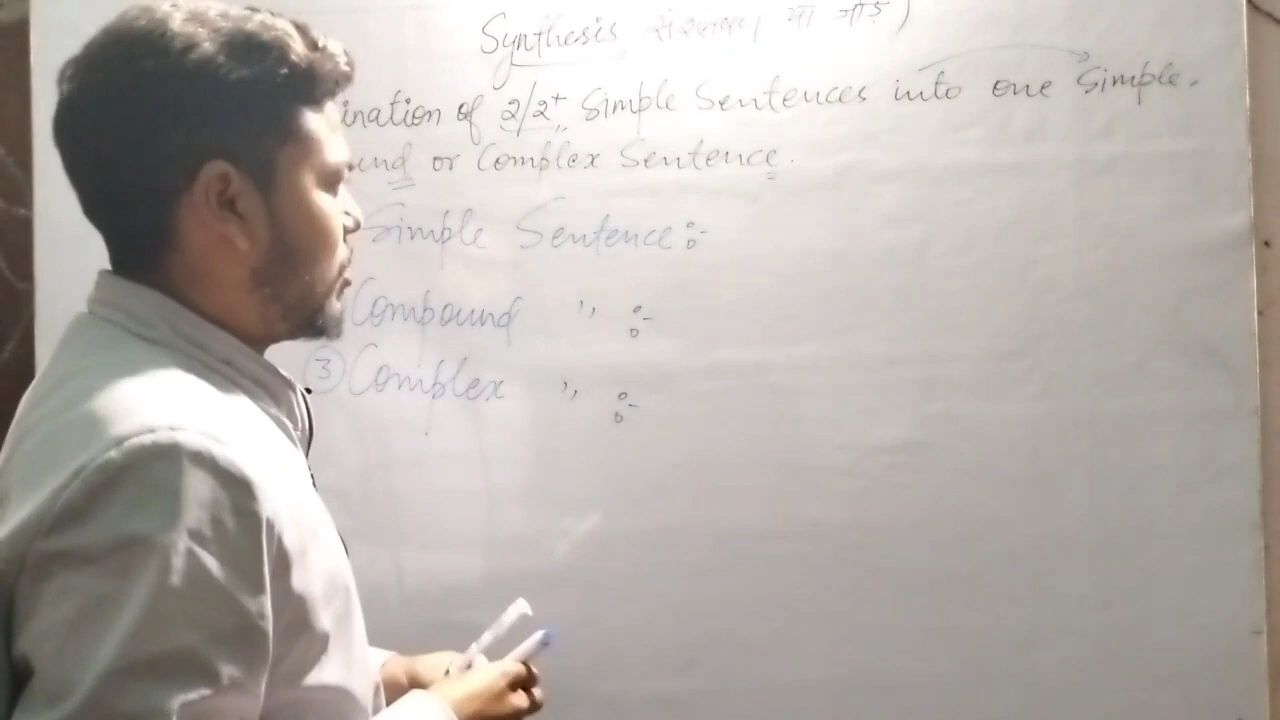 Synthesis संश्लेषण या जोड़)
ination of 2/2+ Simple Sentences into one Simple.
und or Complex Sentence.
Simple Sentence :-
Compound ,, :-
③ Complex ,, :-